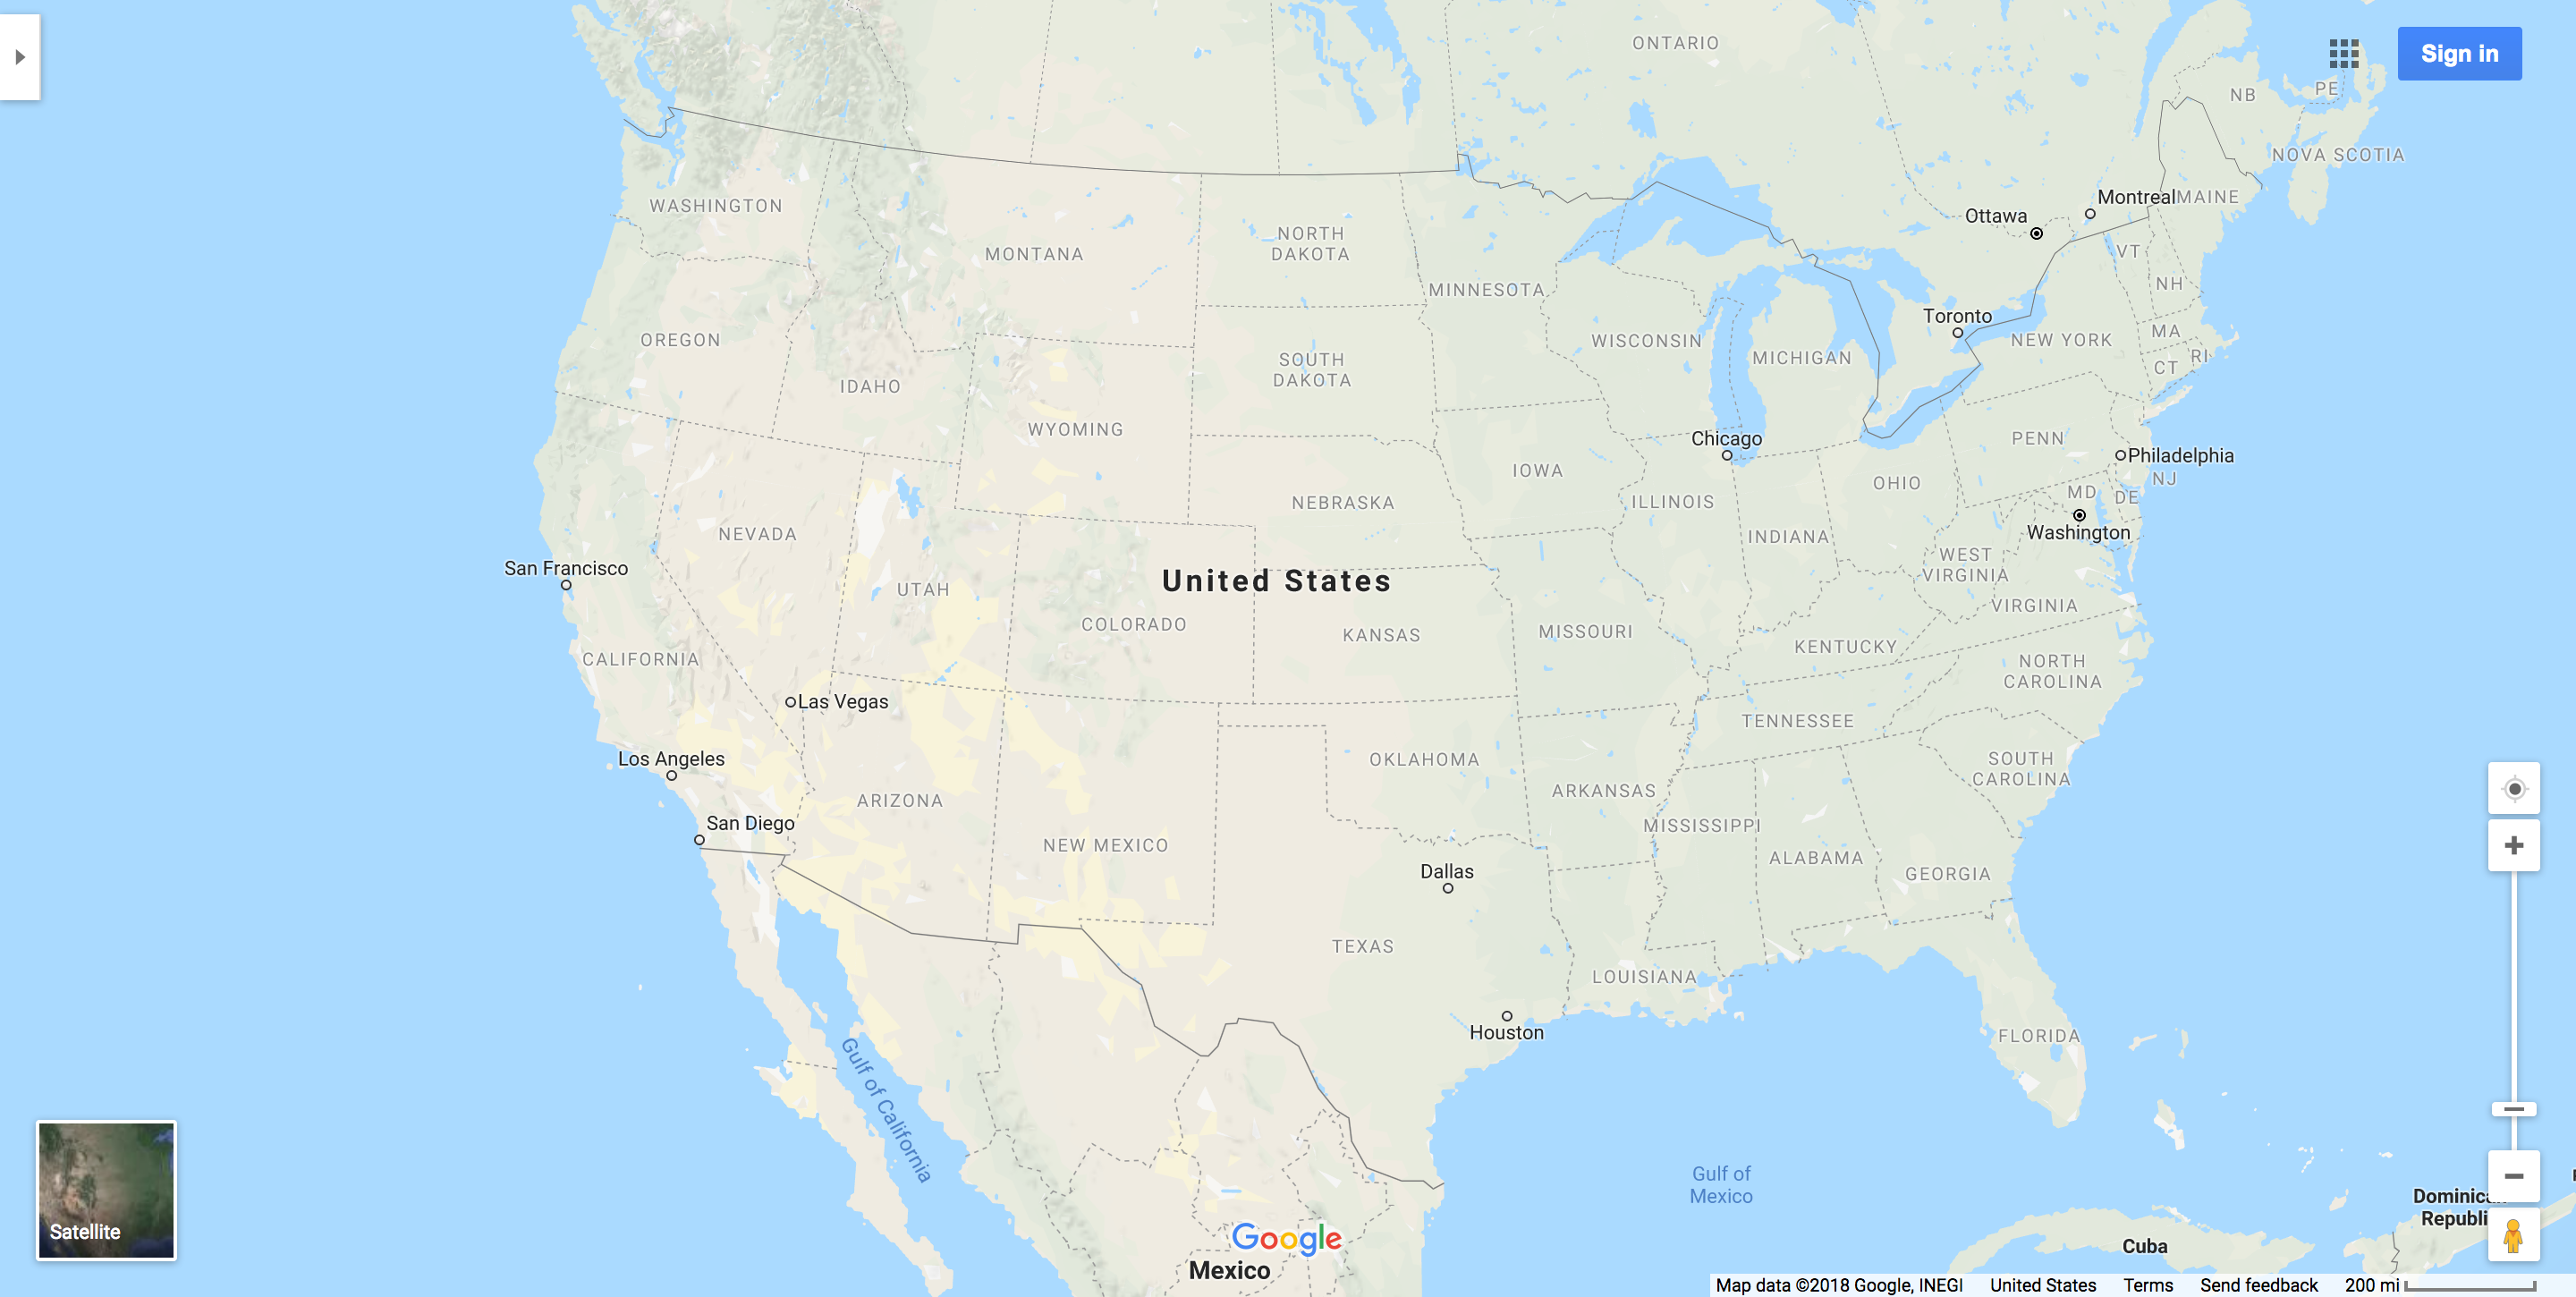 ONTARIO
Sign in
NB
PE
NOVA SCOTIA
Montreal
MAINE
WASHINGTON
Ottawa
NORTH
DAKOTA
MONTANA
VT
NH
MINNESOTA
Toronto
MA
NEW YORK
OREGON
WISCONSIN
MICHIGAN
RI
CT
SOUTH
DAKOTA
IDAHO
WYOMING
Chicago
PENN
Philadelphia
IOWA
NJ
OHIO
MD
DE
NEBRASKA
ILLINOIS
NEVADA
INDIANA
Washington
WEST
VIRGINIA
San Francisco
United States
UTAH
VIRGINIA
COLORADO
KANSAS
MISSOURI
KENTUCKY
CALIFORNIA
NORTH
CAROLINA
Las Vegas
TENNESSEE
Los Angeles
OKLAHOMA
SOUTH
CAROLINA
ARKANSAS
ARIZONA
San Diego
MISSISSIPPI
NEW MEXICO
ALABAMA
Dallas
GEORGIA
TEXAS
LOUISIANA
Houston
FLORIDA
Gulf of California
Gulf of
Mexico
Satellite
Google
Mexico
Cuba
Map data ©2018 Google, INEGI United States Terms Send feedback 200 mi